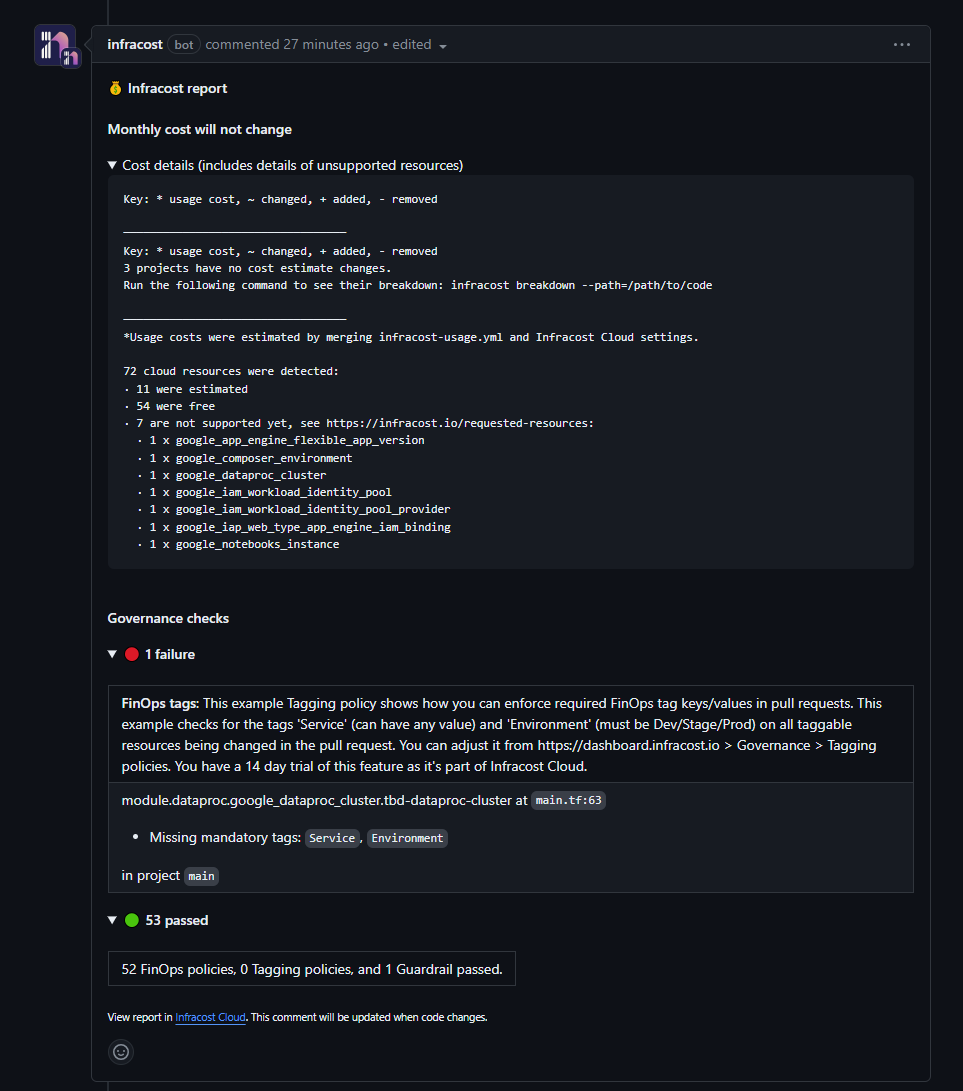 infracost bot commented 27 minutes ago • edited
💰 Infracost report
Monthly cost will not change
▼ Cost details (includes details of unsupported resources)
Key: * usage cost, ~ changed, + added, - removed
──────────────────────────────────
Key: * usage cost, ~ changed, + added, - removed
3 projects have no cost estimate changes.
Run the following command to see their breakdown: infracost breakdown --path=/path/to/code
──────────────────────────────────
*Usage costs were estimated by merging infracost-usage.yml and Infracost Cloud settings.
72 cloud resources were detected:
∙ 11 were estimated
∙ 54 were free
∙ 7 are not supported yet, see https://infracost.io/requested-resources:
∙ 1 x google_app_engine_flexible_app_version
∙ 1 x google_composer_environment
∙ 1 x google_dataproc_cluster
∙ 1 x google_iam_workload_identity_pool
∙ 1 x google_iam_workload_identity_pool_provider
∙ 1 x google_iap_web_type_app_engine_iam_binding
∙ 1 x google_notebooks_instance
Governance checks
▼ 🔴 1 failure
FinOps tags: This example Tagging policy shows how you can enforce required FinOps tag keys/values in pull requests. This
example checks for the tags 'Service' (can have any value) and 'Environment' (must be Dev/Stage/Prod) on all taggable
resources being changed in the pull request. You can adjust it from https://dashboard.infracost.io > Governance > Tagging
policies. You have a 14 day trial of this feature as it's part of Infracost Cloud.
module.dataproc.google_dataproc_cluster.tbd-dataproc-cluster at main.tf:63
• Missing mandatory tags: Service, Environment
in project main
▼ 🟢 53 passed
52 FinOps policies, 0 Tagging policies, and 1 Guardrail passed.
View report in Infracost Cloud. This comment will be updated when code changes.